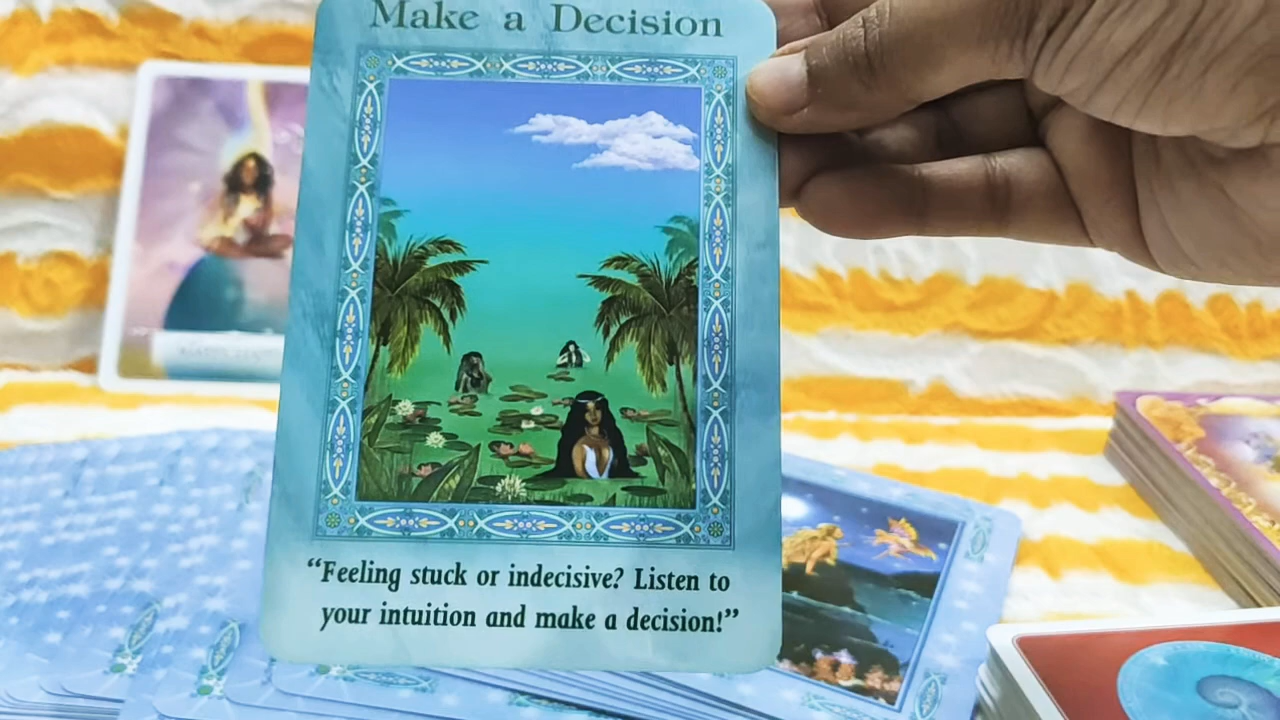 Make a Decision
“Feeling stuck or indecisive? Listen to
your intuition and make a decision!”